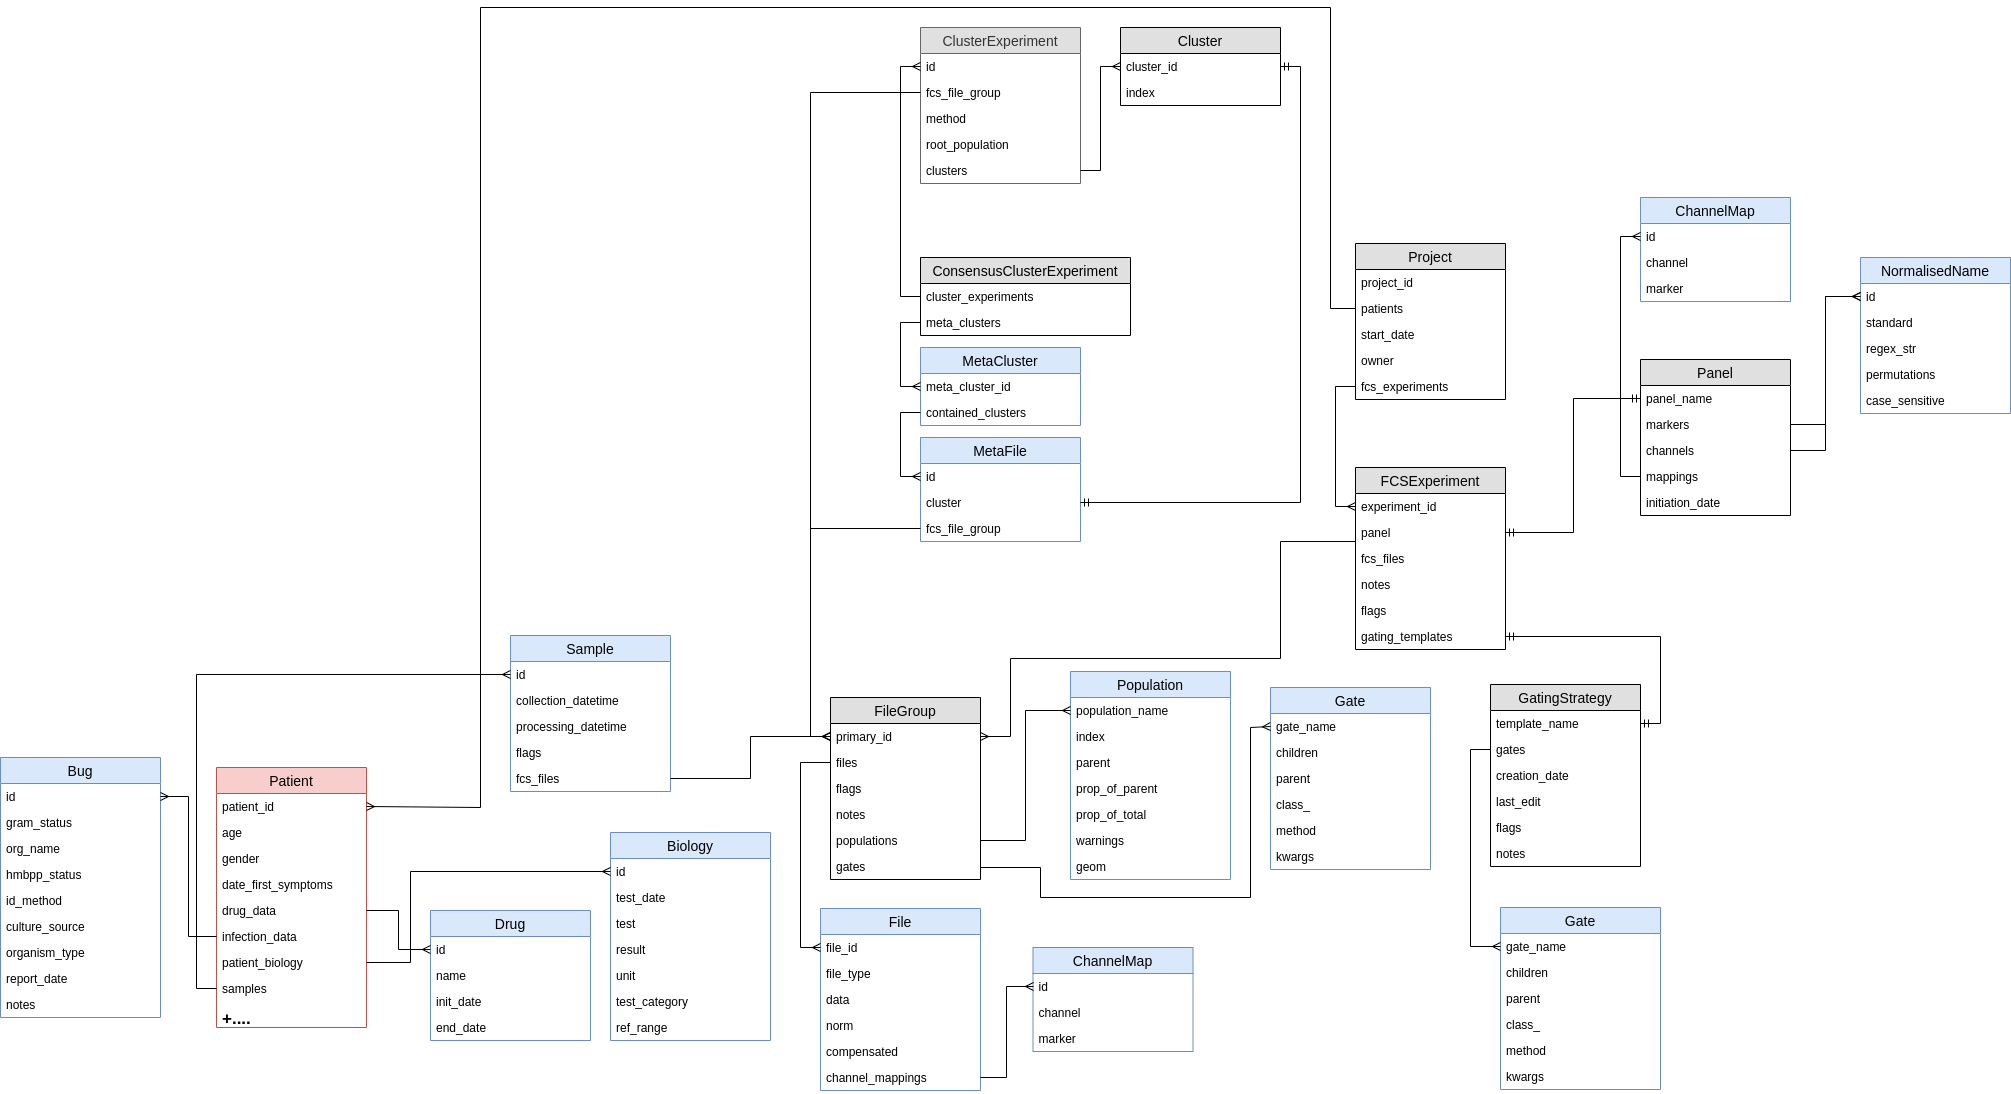 ClusterExperiment
id
fcs_file_group
method
root_population
clusters
Cluster
cluster_id
index
ConsensusClusterExperiment
cluster_experiments
meta_clusters
MetaCluster
meta_cluster_id
contained_clusters
MetaFile
id
cluster
fcs_file_group
Project
project_id
patients
start_date
owner
fcs_experiments
ChannelMap
id
channel
marker
NormalisedName
id
standard
regex_str
permutations
case_sensitive
Panel
panel_name
markers
channels
mappings
initiation_date
FCSExperiment
experiment_id
panel
fcs_files
notes
flags
gating_templates
Sample
id
collection_datetime
processing_datetime
flags
fcs_files
FileGroup
primary_id
files
flags
notes
populations
gates
Population
population_name
index
parent
prop_of_parent
prop_of_total
warnings
geom
Gate
gate_name
children
parent
class_
method
kwargs
GatingStrategy
template_name
gates
creation_date
last_edit
flags
notes
Bug
id
gram_status
org_name
hmbpp_status
id_method
culture_source
organism_type
report_date
notes
Patient
patient_id
age
gender
date_first_symptoms
drug_data
infection_data
patient_biology
samples
+....
Drug
id
name
init_date
end_date
Biology
id
test_date
test
result
unit
test_category
ref_range
File
file_id
file_type
data
norm
compensated
channel_mappings
ChannelMap
id
channel
marker
Gate
gate_name
children
parent
class_
method
kwargs